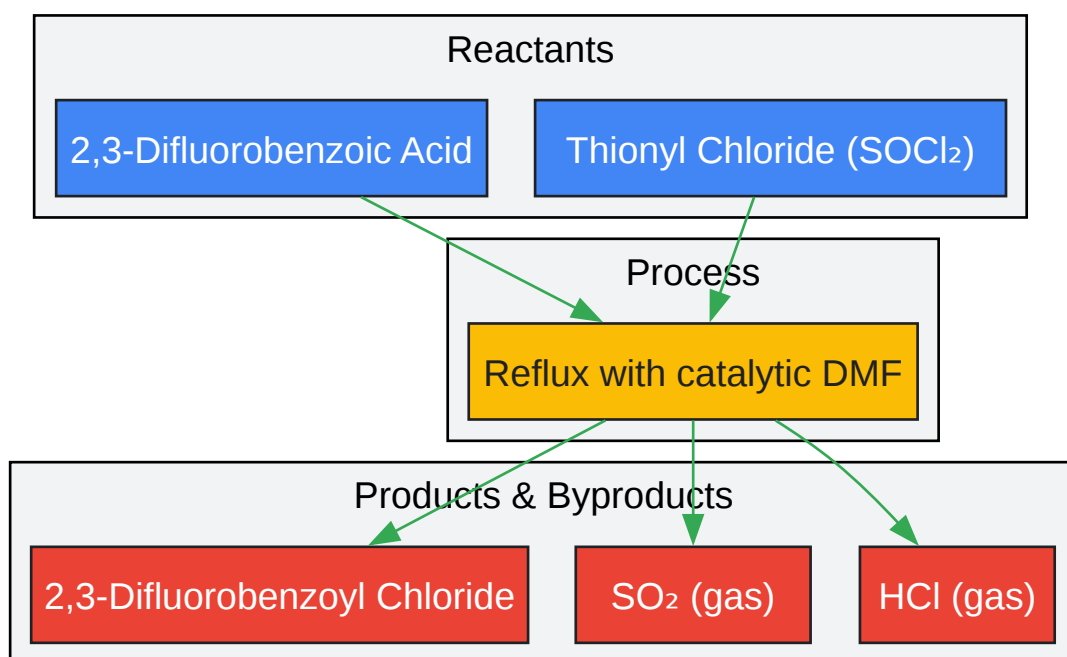 Reactants
2,3-Difluorobenzoic Acid
Thionyl Chloride (SOCl₂)
Process
Reflux with catalytic DMF
Products & Byproducts
2,3-Difluorobenzoyl Chloride
SO₂ (gas)
HCl (gas)